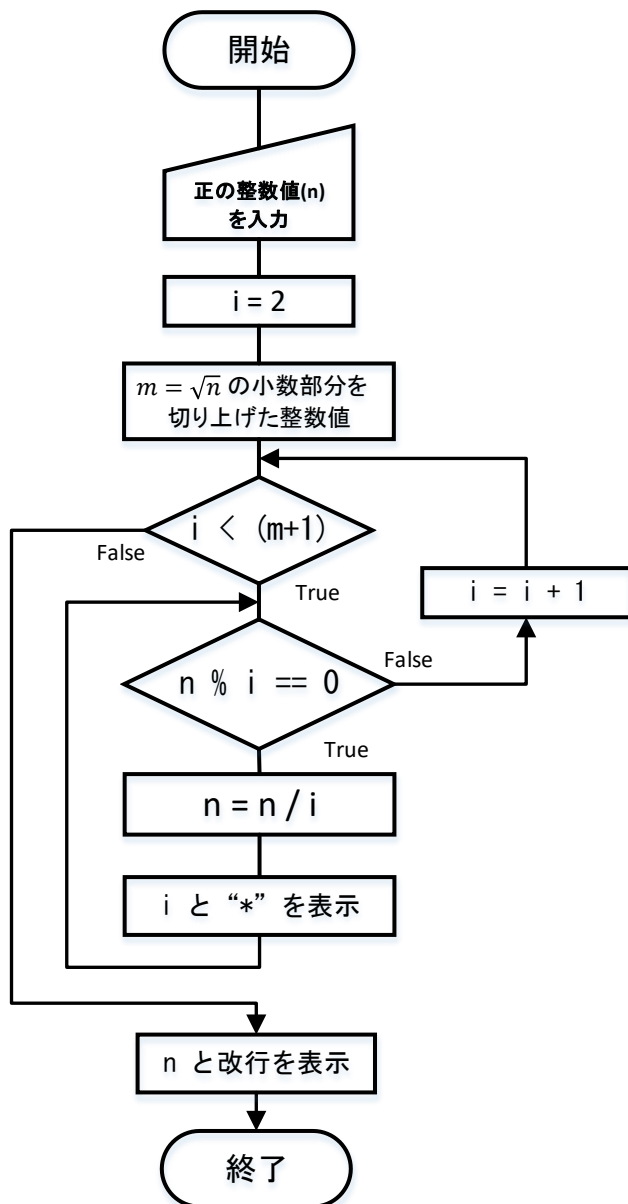 開始
正の整数値(n)
を入力
i = 2
m = √n の小数部分を
切り上げた整数値
i < (m+1)
False
True
i = i + 1
n % i == 0
False
True
n = n / i
i と “*” を表示
n と改行を表示
終了